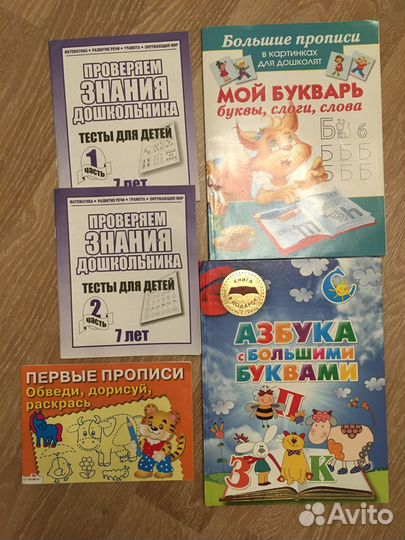 МАТЕМАТИКА • РАЗВИТИЕ РЕЧИ • ГРАМОТА • ОКРУЖАЮЩИЙ МИР
ПРОВЕРЯЕМ
ЗНАНИЯ
ДОШКОЛЬНИКА
ТЕСТЫ ДЛЯ ДЕТЕЙ
1
часть
7 лет
Большие прописи
в картинках
для дошколят
МОЙ БУКВАРЬ
буквы, слоги, слова
МАТЕМАТИКА • РАЗВИТИЕ РЕЧИ • ГРАМОТА • ОКРУЖАЮЩИЙ МИР
ПРОВЕРЯЕМ
ЗНАНИЯ
ДОШКОЛЬНИКА
ТЕСТЫ ДЛЯ ДЕТЕЙ
2
часть
7 лет
КНИГА
В ПОДАРОК
АЗБУКА
с БОЛЬШИМИ
БУКВАМИ
П
З
К
ПЕРВЫЕ ПРОПИСИ
Обведи, дорисуй,
раскрась
Avito